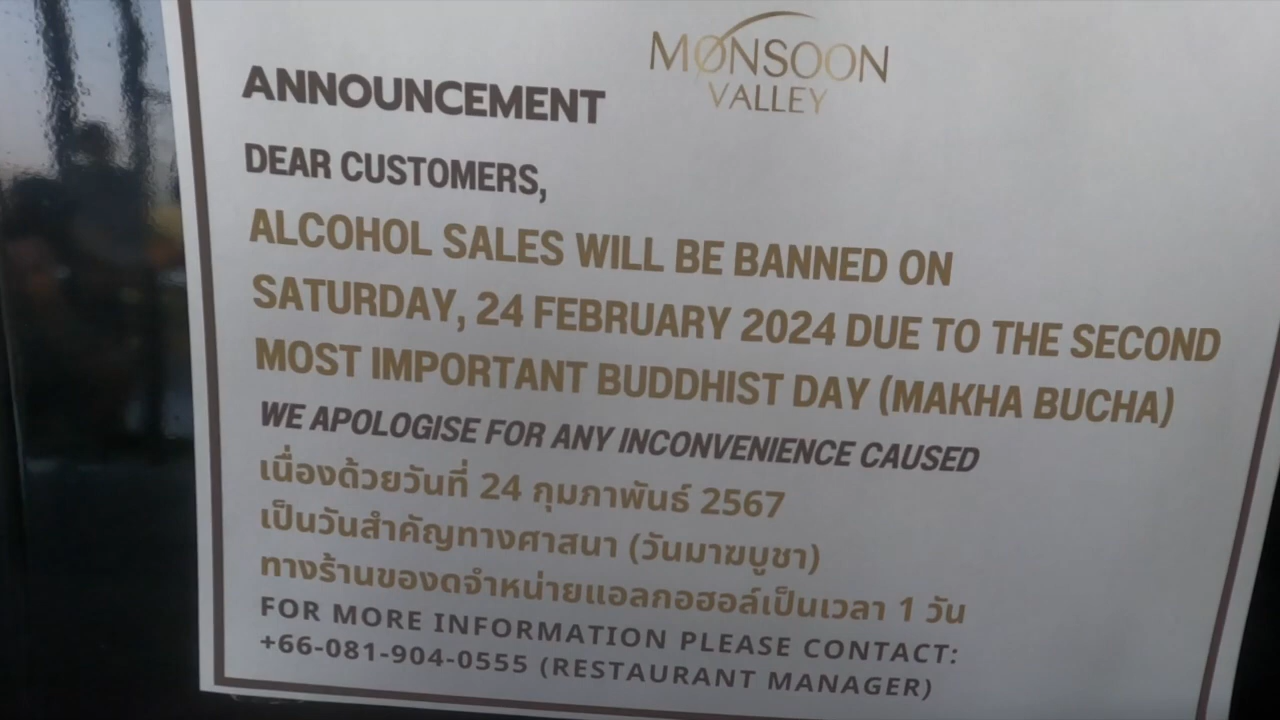 MONSOON
VALLEY
ANNOUNCEMENT
DEAR CUSTOMERS,
ALCOHOL SALES WILL BE BANNED ON
SATURDAY, 24 FEBRUARY 2024 DUE TO THE SECOND
MOST IMPORTANT BUDDHIST DAY (MAKHA BUCHA)
WE APOLOGISE FOR ANY INCONVENIENCE CAUSED
เนื่องด้วยวันที่ 24 กุมภาพันธ์ 2567
เป็นวันสำคัญทางศาสนา (วันมาฆบูชา)
ทางร้านของดจำหน่ายแอลกอฮอล์เป็นเวลา 1 วัน
FOR MORE INFORMATION PLEASE CONTACT:
+66-081-904-0555 (RESTAURANT MANAGER)